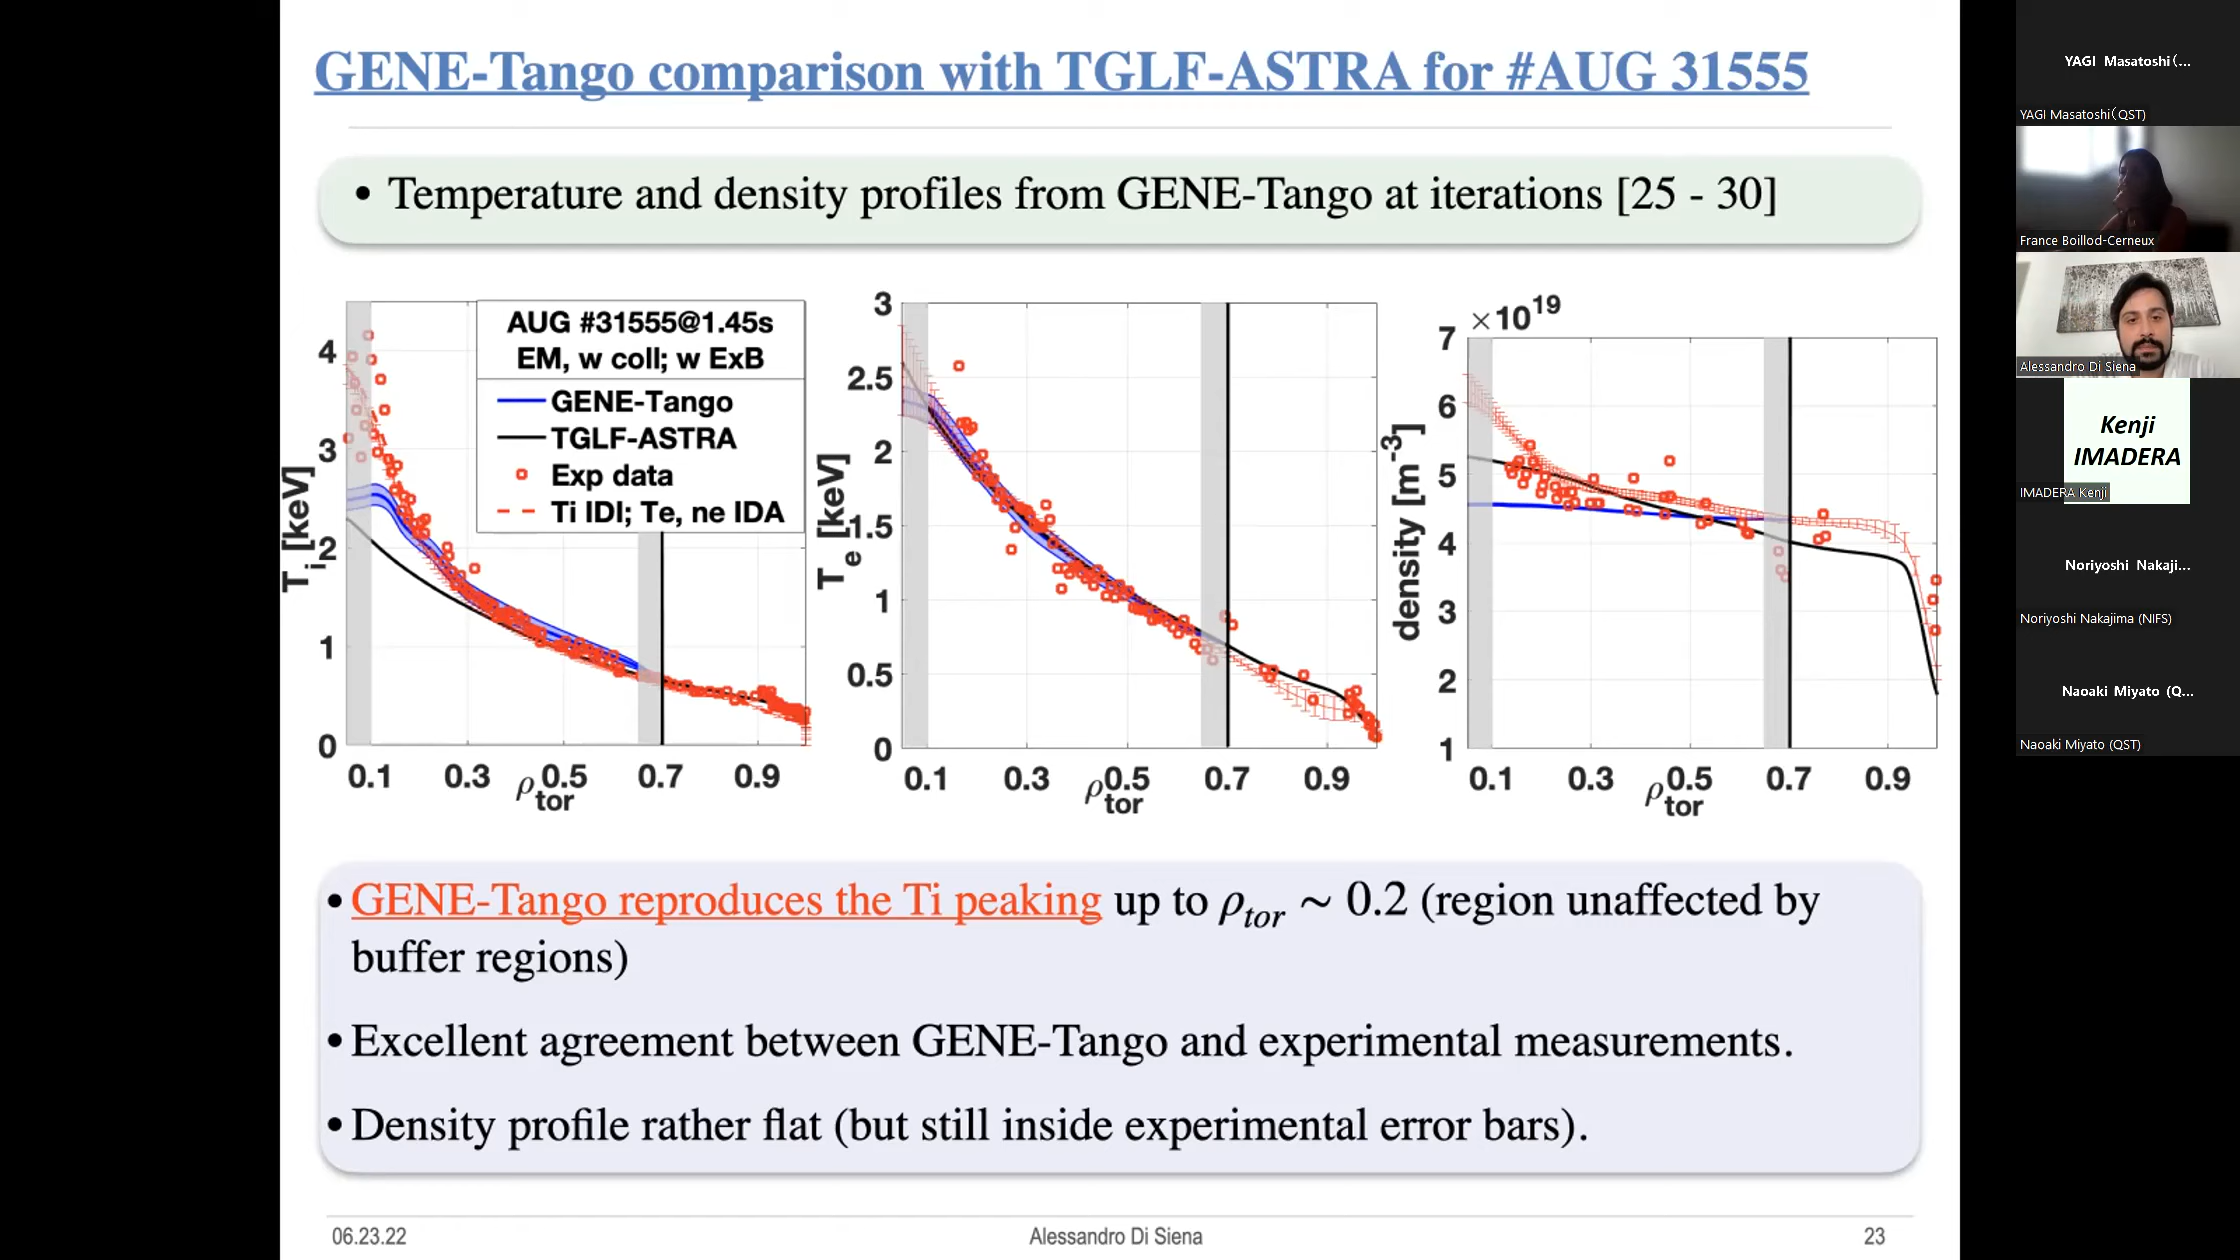 GENE-Tango comparison with TGLF-ASTRA for #AUG 31555
• Temperature and density profiles from GENE-Tango at iterations [25 - 30]
AUG #31555@1.45s
EM, w coll; w ExB
GENE-Tango
TGLF-ASTRA
Exp data
Ti IDI; Te, ne IDA
T_i [keV]
4
3
2
1
0
0.1 0.3 0.5 0.7 0.9
ρ_tor
T_e [keV]
3
2.5
2
1.5
1
0.5
0
0.1 0.3 0.5 0.7 0.9
ρ_tor
×10^19
density [m^-3]
7
6
5
4
3
2
1
0.1 0.3 0.5 0.7 0.9
ρ_tor
• GENE-Tango reproduces the Ti peaking up to ρ_tor ~ 0.2 (region unaffected by
buffer regions)
• Excellent agreement between GENE-Tango and experimental measurements.
• Density profile rather flat (but still inside experimental error bars).
06.23.22 Alessandro Di Siena 23
YAGI Masatoshi(...
YAGI Masatoshi(QST)
France Boillod-Cerneux
Alessandro Di Siena
Kenji
IMADERA
IMADERA Kenji
Noriyoshi Nakaji...
Noriyoshi Nakajima (NIFS)
Naoaki Miyato (Q...
Naoaki Miyato (QST)